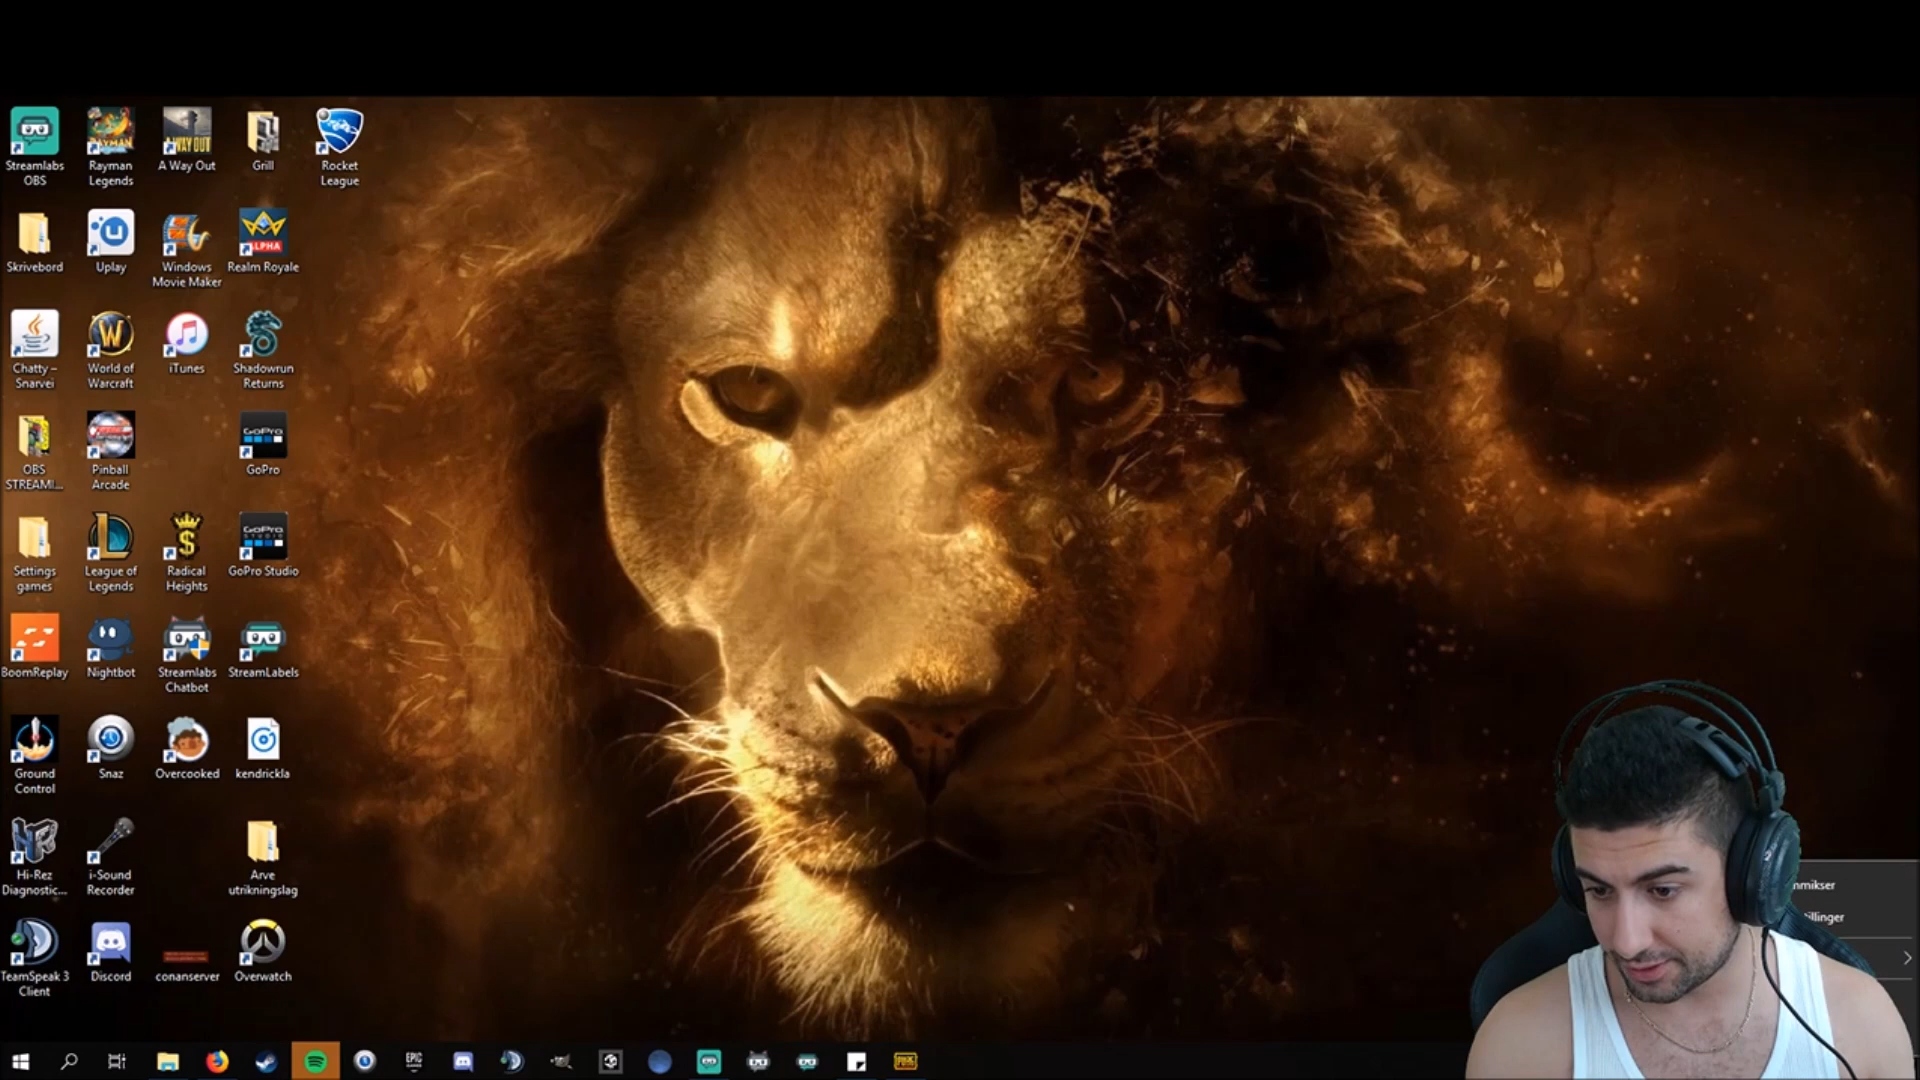 Streamlabs
OBS
Rayman
Legends
A Way Out
Grill
Rocket
League
Skrivebord
Uplay
Windows
Movie Maker
Realm Royale
Chatty –
Snarvei
World of
Warcraft
iTunes
Shadowrun
Returns
OBS
STREAMI...
Pinball
Arcade
GoPro
Settings
games
League of
Legends
Radical
Heights
GoPro Studio
BoomReplay
Nightbot
Streamlabs
Chatbot
StreamLabels
Ground
Control
Snaz
Overcooked
kendrickla
Hi-Rez
Diagnostic...
i-Sound
Recorder
Arve
utrikningslag
TeamSpeak 3
Client
Discord
conanserver
Overwatch
mikser
illinger
EPIC
GAMES